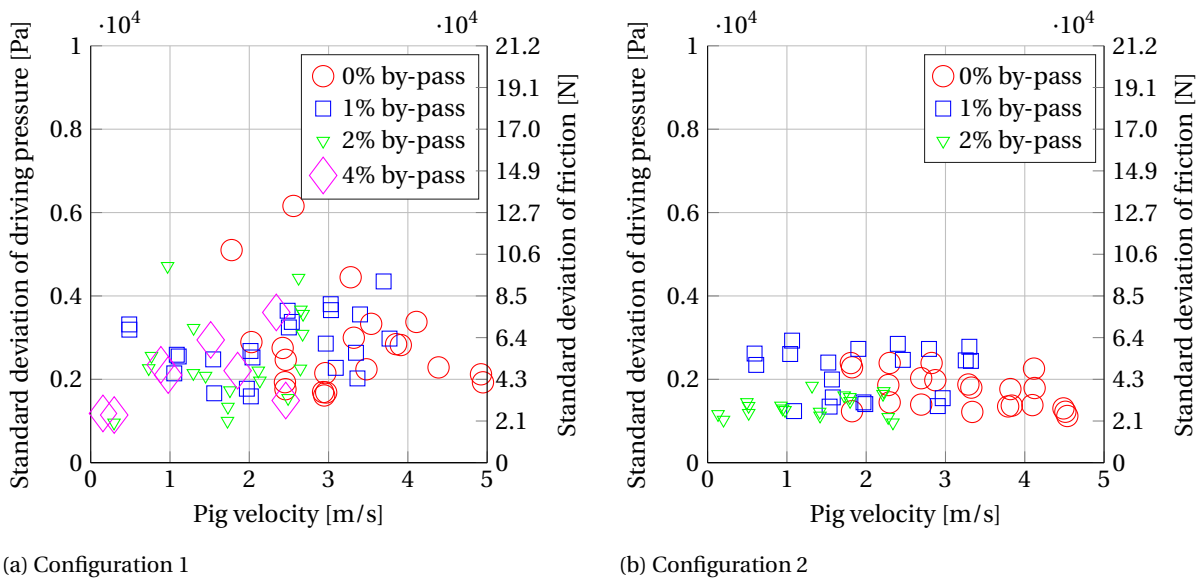 ·10⁴
·10⁴
Standard deviation of driving pressure [Pa]
1
0.8
0.6
0.4
0.2
0
0% by-pass
1% by-pass
2% by-pass
4% by-pass
21.2
19.1
17.0
14.9
12.7
10.6
8.5
6.4
4.3
2.1
0
Standard deviation of friction [N]
0 1 2 3 4 5
Pig velocity [m/s]
(a) Configuration 1
·10⁴
·10⁴
Standard deviation of driving pressure [Pa]
1
0.8
0.6
0.4
0.2
0
0% by-pass
1% by-pass
2% by-pass
21.2
19.1
17.0
14.9
12.7
10.6
8.5
6.4
4.3
2.1
0
Standard deviation of friction [N]
0 1 2 3 4 5
Pig velocity [m/s]
(b) Configuration 2